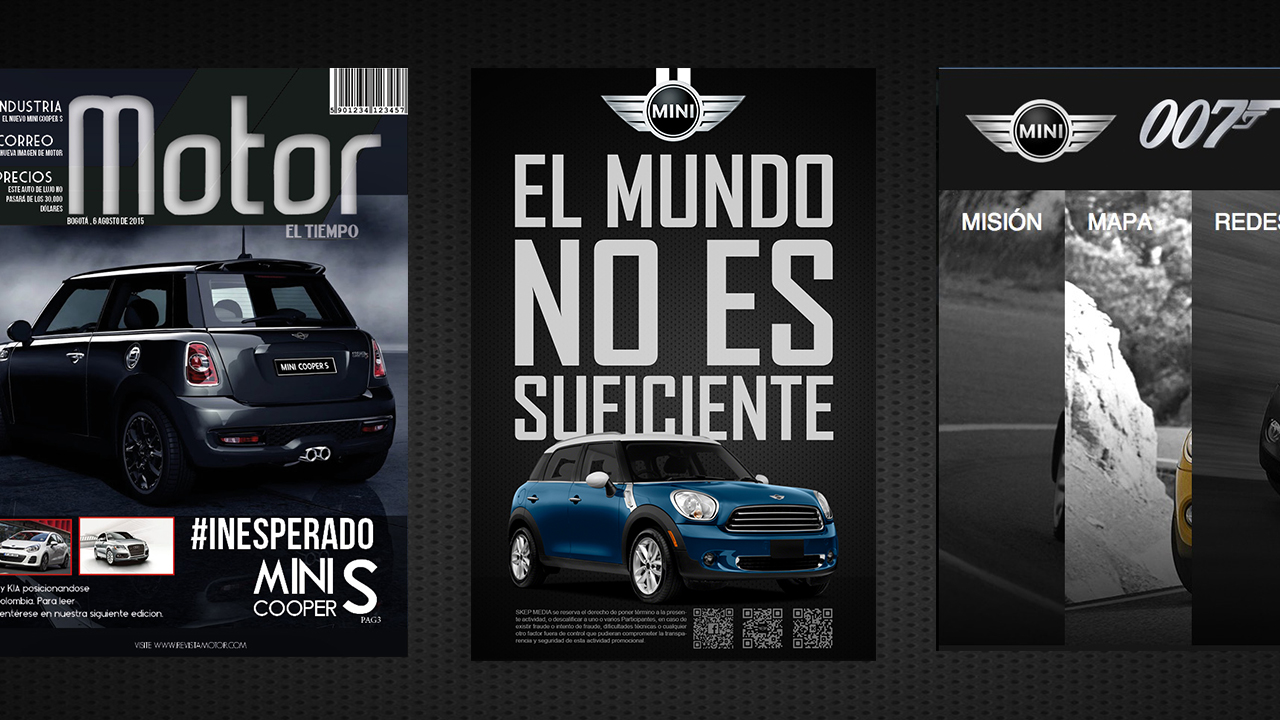 INDUSTRIA
EL NUEVO MINI COOPER S
CORREO
NUEVA IMAGEN DE MOTOR
PRECIOS
ESTE AUTO DE LUJO NO
PASARÁ DE LOS 30,000
DÓLARES
Motor
5 901234 123457
BOGOTÁ , 6 AGOSTO DE 2015
EL TIEMPO
MINI COOPER S
#INESPERADO
MINI S
COOPER
PAG3
y KIA posicionandose
olombia. Para leer
entérese en nuestra siguiente edicion.
VISITE WWW.REVISTAMOTOR.COM
MINI
EL MUNDO
NO ES
SUFICIENTE
SKEP MEDIA se reserva el derecho de poner término a la presen-
te actividad, o descalificar a uno o varios Participantes, en caso de
existir fraude o intento de fraude, dificultades técnicas o cualquier
otro factor fuera de control que pudieran comprometer la transpa-
rencia y seguridad de esta actividad promocional
MINI
007
MISIÓN
MAPA
REDES